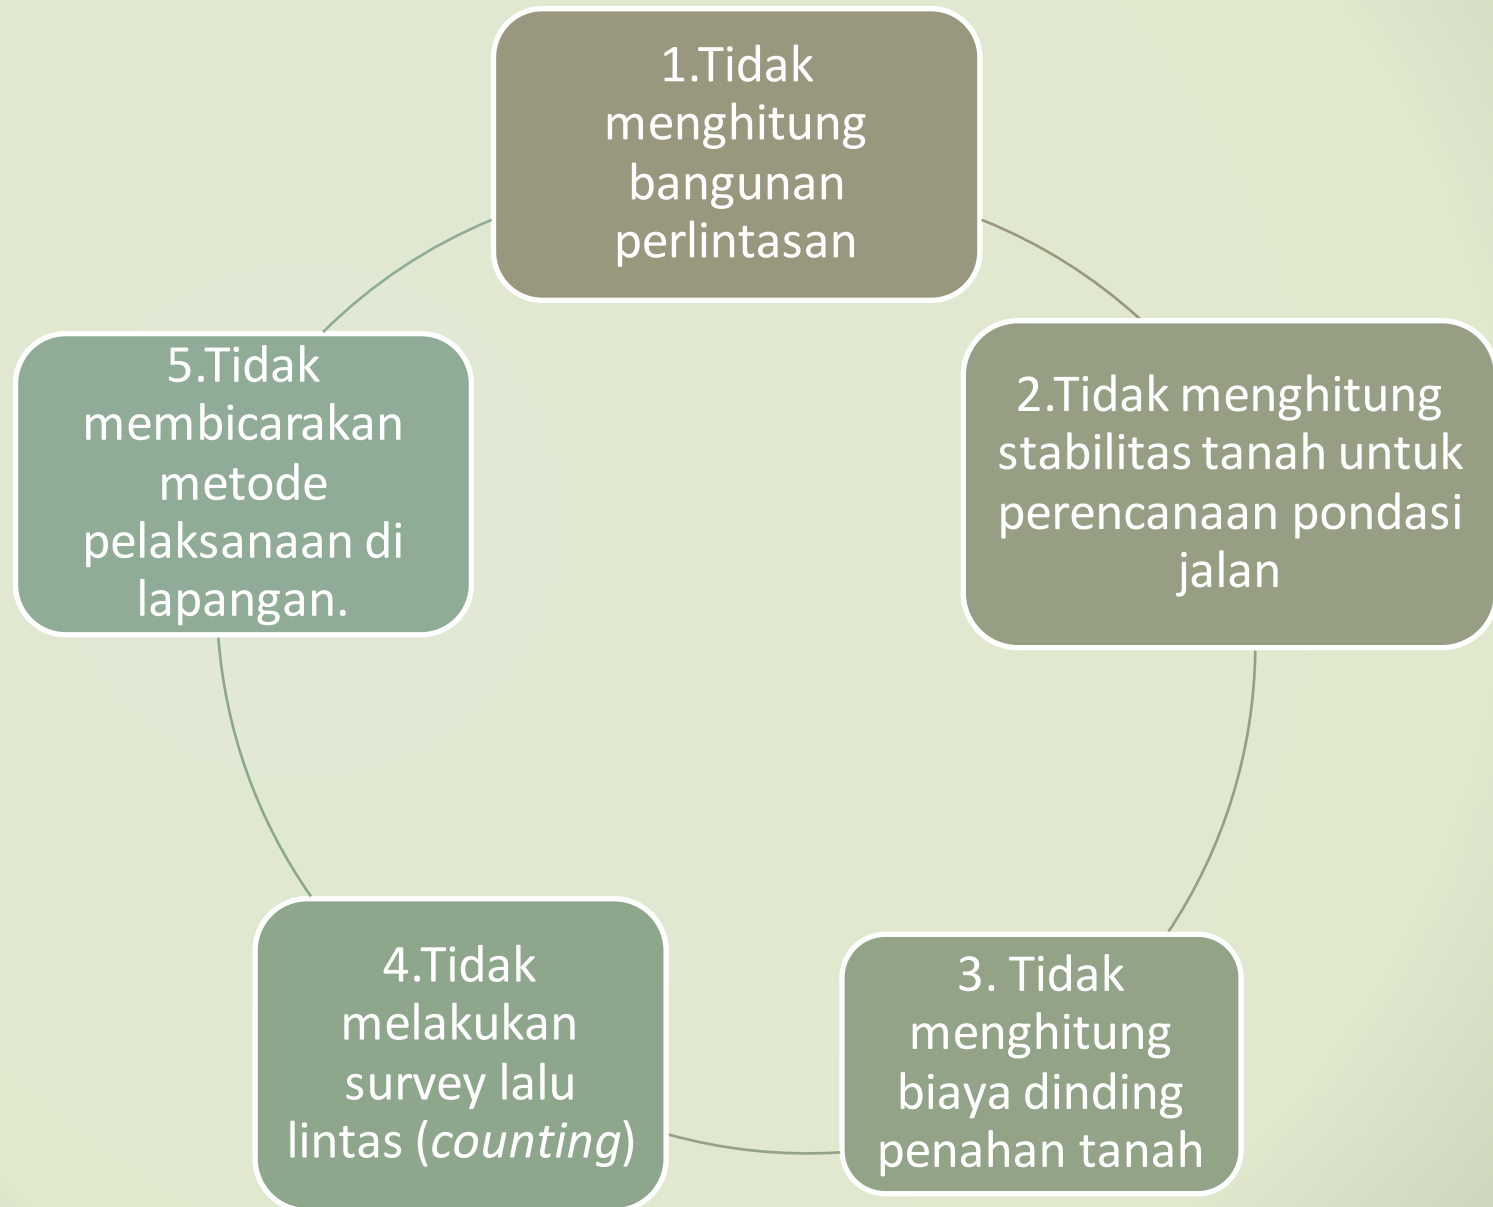 1.Tidak
menghitung
bangunan
perlintasan
2.Tidak menghitung
stabilitas tanah untuk
perencanaan pondasi
jalan
3. Tidak
menghitung
biaya dinding
penahan tanah
4.Tidak
melakukan
survey lalu
lintas (counting)
5.Tidak
membicarakan
metode
pelaksanaan di
lapangan.